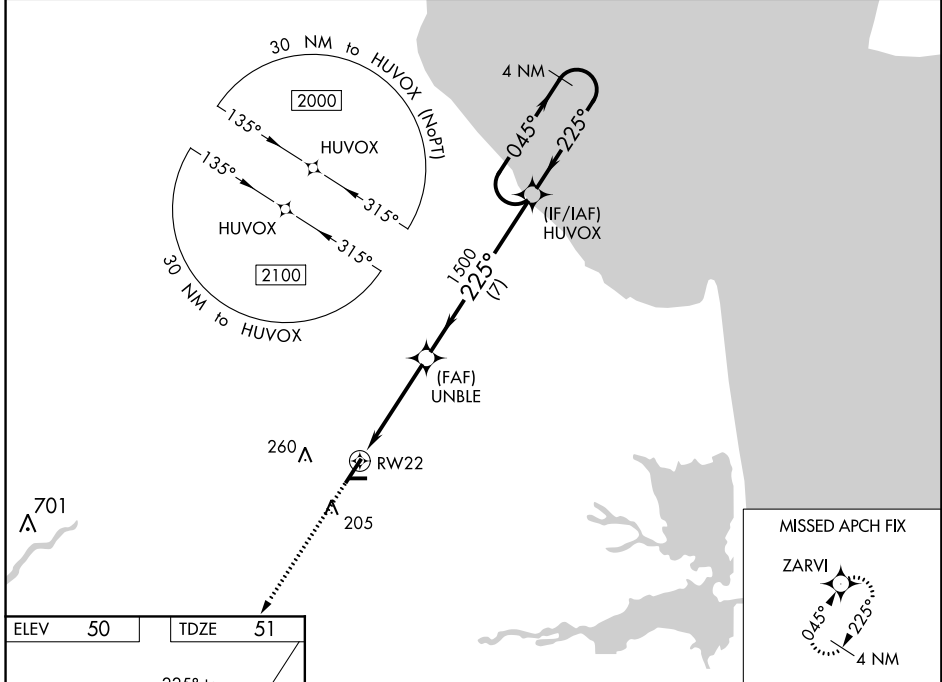 30 NM to HUVOX (NoPT)
2000
135°
HUVOX
315°
135°
HUVOX
315°
2100
30 NM to HUVOX
4 NM
045°
225°
(IF/IAF)
HUVOX
1500
225°
(7)
(FAF)
UNBLE
260
RW22
205
701
MISSED APCH FIX
ZARVI
045°
225°
4 NM
ELEV 50
TDZE 51